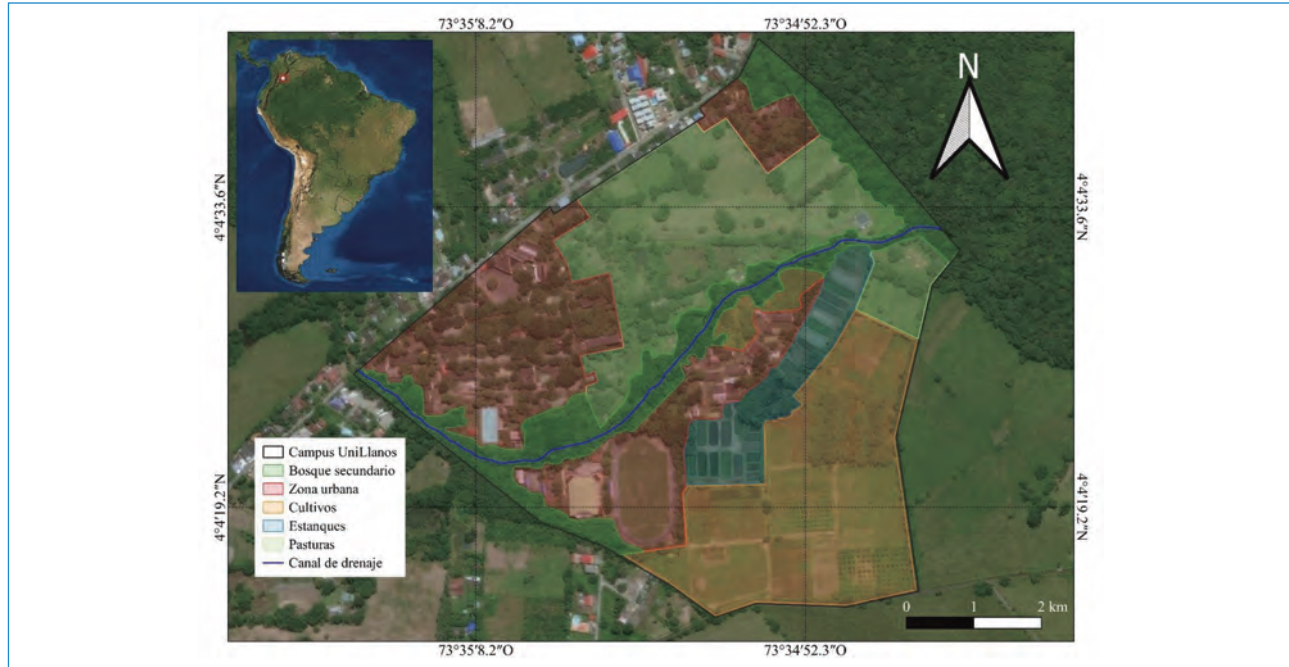 73°35'8.2"O
73°34'52.3"O
N
4°4'33.6"N
4°4'33.6"N
Campus UniLlanos
Bosque secundario
Zona urbana
Cultivos
Estanques
Pasturas
Canal de drenaje
4°4'19.2"N
4°4'19.2"N
0 1 2 km
73°35'8.2"O
73°34'52.3"O